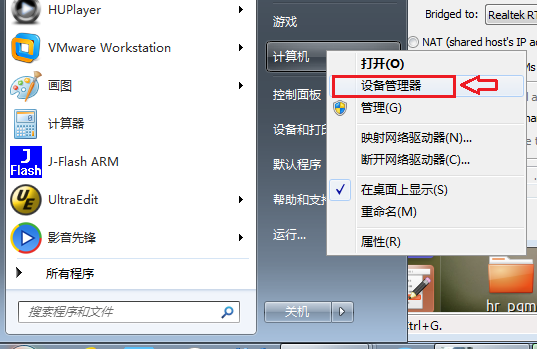 HUPlayer
VMware Workstation
画图
计算器
J-Flash ARM
J
Flash
UltraEdit
UE
影音先锋
所有程序
搜索程序和文件
游戏
计算机
控制面板
设备和打印
默认程序
帮助和支持
运行...
关机
打开(O)
设备管理器
管理(G)
映射网络驱动器(N)...
断开网络驱动器(C)...
在桌面上显示(S)
重命名(M)
属性(R)
Bridged to:
Realtek RT
NAT (shared host's IP a
Ms
hr_pgm
Ctrl+G.